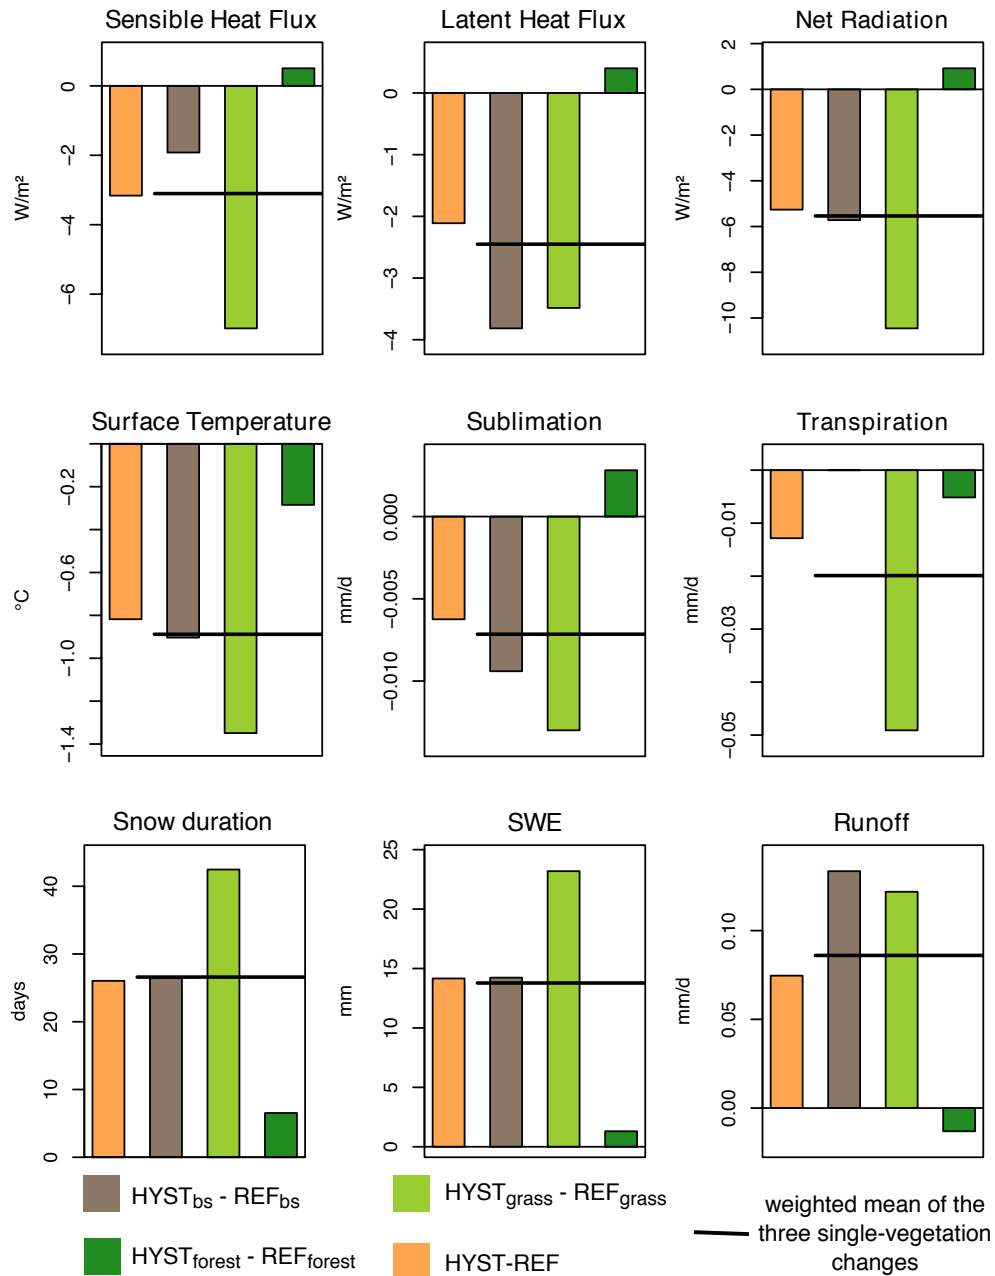 Sensible Heat Flux
W/m²
0
−2
−4
−6
Latent Heat Flux
W/m²
0
−1
−2
−3
−4
Net Radiation
W/m²
2
0
−2
−4
−6
−8
−10
Surface Temperature
°C
−0.2
−0.6
−1.0
−1.4
Sublimation
mm/d
0.000
−0.005
−0.010
Transpiration
mm/d
−0.01
−0.03
−0.05
Snow duration
days
40
30
20
10
0
SWE
mm
25
20
15
10
5
0
Runoff
mm/d
0.10
0.05
0.00
HYSTbs - REFbs
HYSTgrass - REFgrass
HYSTforest - REFforest
HYST-REF
weighted mean of the
three single-vegetation
changes